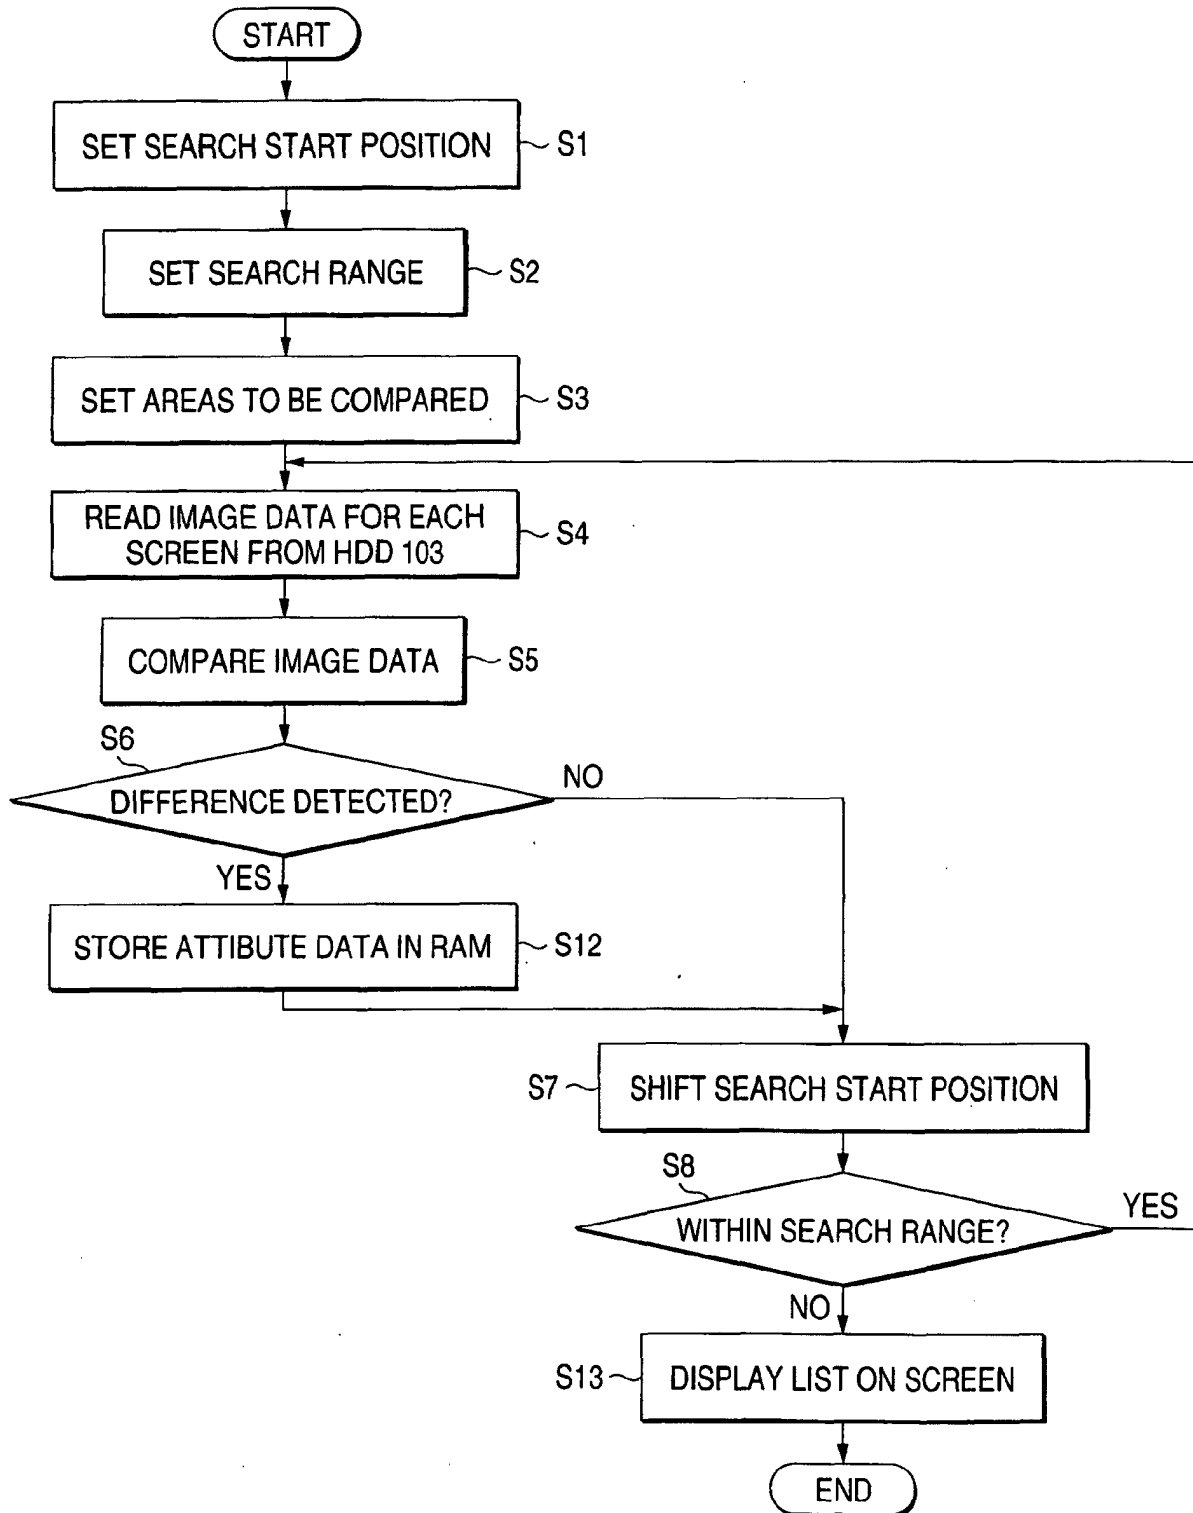 START
SET SEARCH START POSITION
S1
SET SEARCH RANGE
S2
SET AREAS TO BE COMPARED
S3
READ IMAGE DATA FOR EACH
SCREEN FROM HDD 103
S4
COMPARE IMAGE DATA
S5
S6
DIFFERENCE DETECTED?
NO
YES
STORE ATTIBUTE DATA IN RAM
S12
S7
SHIFT SEARCH START POSITION
S8
WITHIN SEARCH RANGE?
YES
NO
S13
DISPLAY LIST ON SCREEN
END